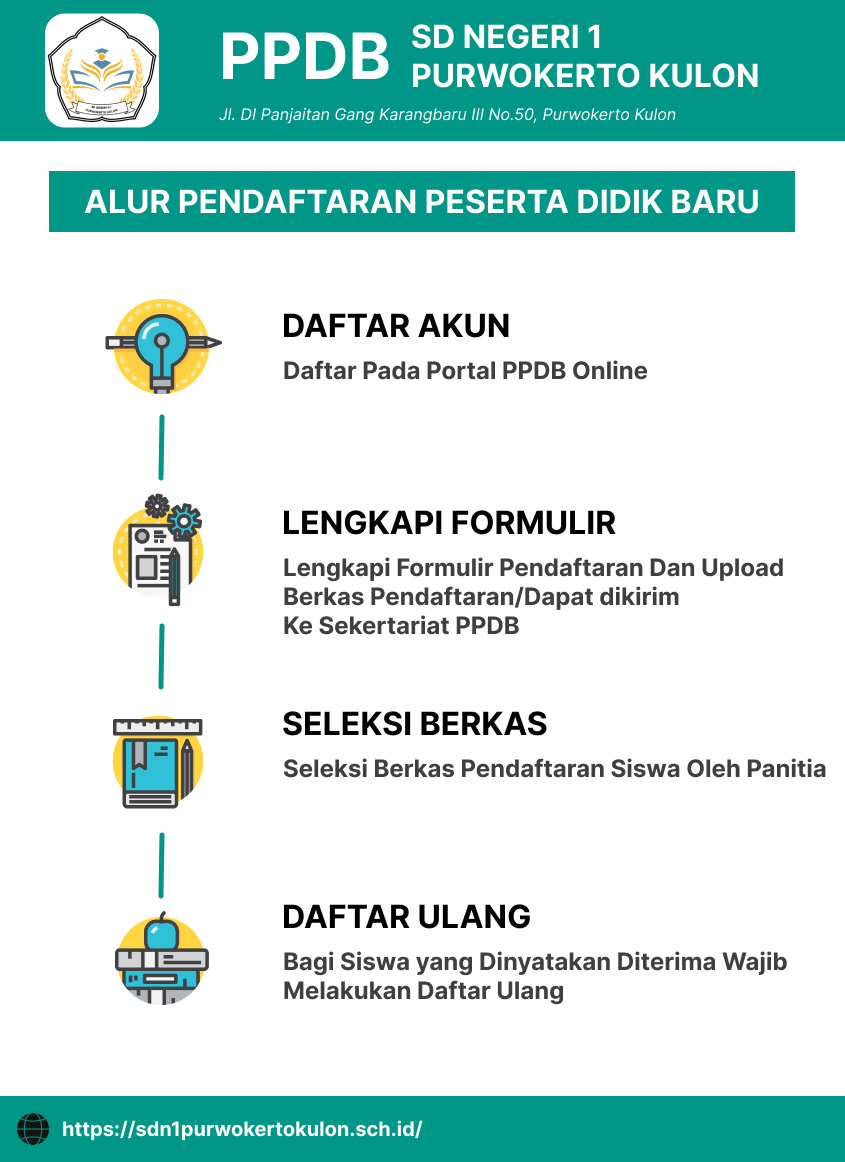 SD NEGERI 01
PURWOKERTO KULON
PPDB
SD NEGERI 1
PURWOKERTO KULON
Jl. DI Panjaitan Gang Karangbaru III No.50, Purwokerto Kulon
ALUR PENDAFTARAN PESERTA DIDIK BARU
DAFTAR AKUN
Daftar Pada Portal PPDB Online
LENGKAPI FORMULIR
Lengkapi Formulir Pendaftaran Dan Upload
Berkas Pendaftaran/Dapat dikirim
Ke Sekertariat PPDB
SELEKSI BERKAS
Seleksi Berkas Pendaftaran Siswa Oleh Panitia
DAFTAR ULANG
Bagi Siswa yang Dinyatakan Diterima Wajib
Melakukan Daftar Ulang
https://sdn1purwokertokulon.sch.id/